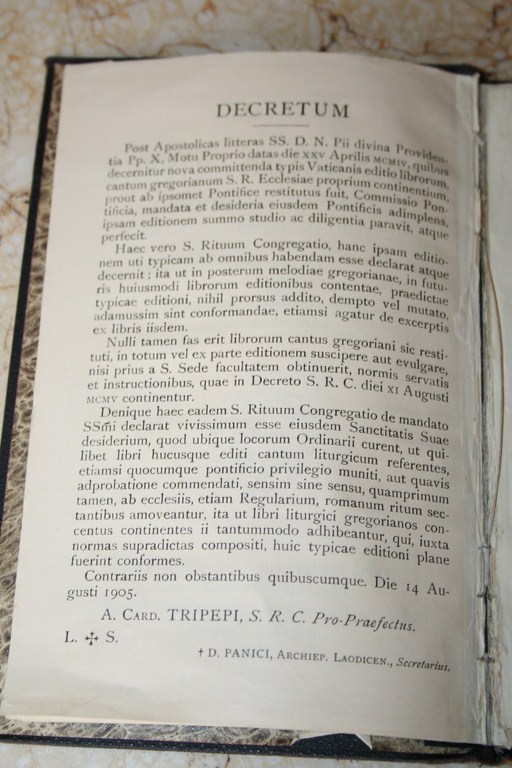 DECRETUM
Post Apostolicas litteras SS. D. N. Pii divina Providen-
tia Pp. X. Motu Proprio datas die XXV Aprilis MCMIV, quibus
decernitur nova committenda typis Vaticanis editio librorum,
cantum gregorianum S. R. Ecclesiae proprium continentium,
prout ab ipsomet Pontifice restitutus fuit, Commissio Pon-
tificia, mandata et desideria eiusdem Pontificis adimplens,
ipsam editionem summo studio ac diligentia paravit, atque
perfecit.
Haec vero S. Rituum Congregatio, hanc ipsam editio-
nem uti typicam ab omnibus habendam esse declarat atque
decernit ; ita ut in posterum melodiae gregorianae, in futu-
ris huiusmodi librorum editionibus contentae, praedictae
typicae editioni, nihil prorsus addito, dempto vel mutato,
adamussim sint conformandae, etiamsi agatur de excerptis
ex libris iisdem.
Nulli tamen fas erit librorum cantus gregoriani sic resti-
tuti, in totum vel ex parte editionem suscipere aut evulgare,
nisi prius a S. Sede facultatem obtinuerit, normis servatis
et instructionibus, quae in Decreto S. R. C. diei XI Augusti
MCMV continentur.
Denique haec eadem S. Rituum Congregatio de mandato
SSm̃i declarat vivissimum esse eiusdem Sanctitatis Suae
desiderium, quod ubique locorum Ordinarii curent, ut qui-
libet libri hucusque editi cantum liturgicum referentes,
etiamsi quocumque pontificio privilegio muniti, aut quavis
adprobatione commendati, sensim sine sensu, quamprimum
tamen, ab ecclesiis, etiam Regularium, romanum ritum sec-
tantibus amoveantur, ita ut libri liturgici gregorianos con-
centus continentes ii tantummodo adhibeantur, qui, iuxta
normas supradictas compositi, huic typicae editioni plane
fuerint conformes.
Contrariis non obstantibus quibuscumque. Die 14 Au-
gusti 1905.
A. Card. TRIPEPI, S. R. C. Pro-Praefectus.
L. ✠ S.
† D. PANICI, Archiep. Laodicen., Secretarius.